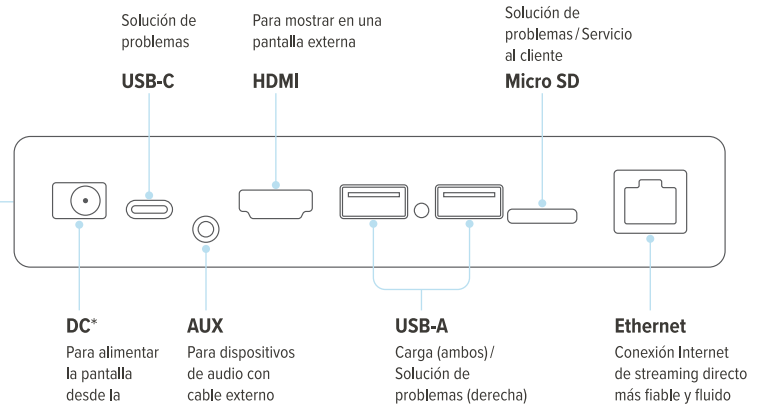 Solución de
problemas
USB-C
Para mostrar en una
pantalla externa
HDMI
Solución de
problemas / Servicio
al cliente
Micro SD
DC*
Para alimentar
la pantalla
desde la
AUX
Para dispositivos
de audio con
cable externo
USB-A
Carga (ambos) /
Solución de
problemas (derecha)
Ethernet
Conexión Internet
de streaming directo
más fiable y fluido